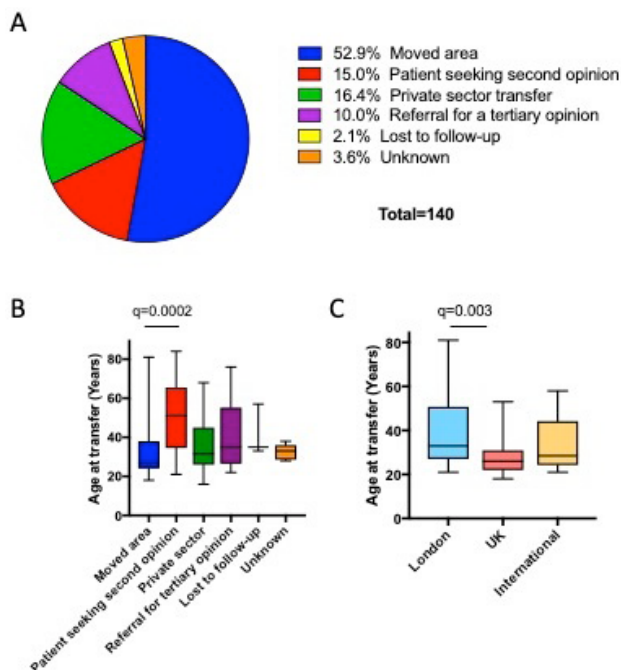 A
52.9% Moved area
15.0% Patient seeking second opinion
16.4% Private sector transfer
10.0% Referral for a tertiary opinion
2.1% Lost to follow-up
3.6% Unknown
Total=140
B
q=0.0002
Age at transfer (Years)
80
60
40
20
0
Moved area
Patient seeking second opinion
Private sector
Referral for tertiary opinion
Lost to follow-up
Unknown
C
q=0.003
Age at transfer (Years)
80
60
40
20
0
London
UK
International